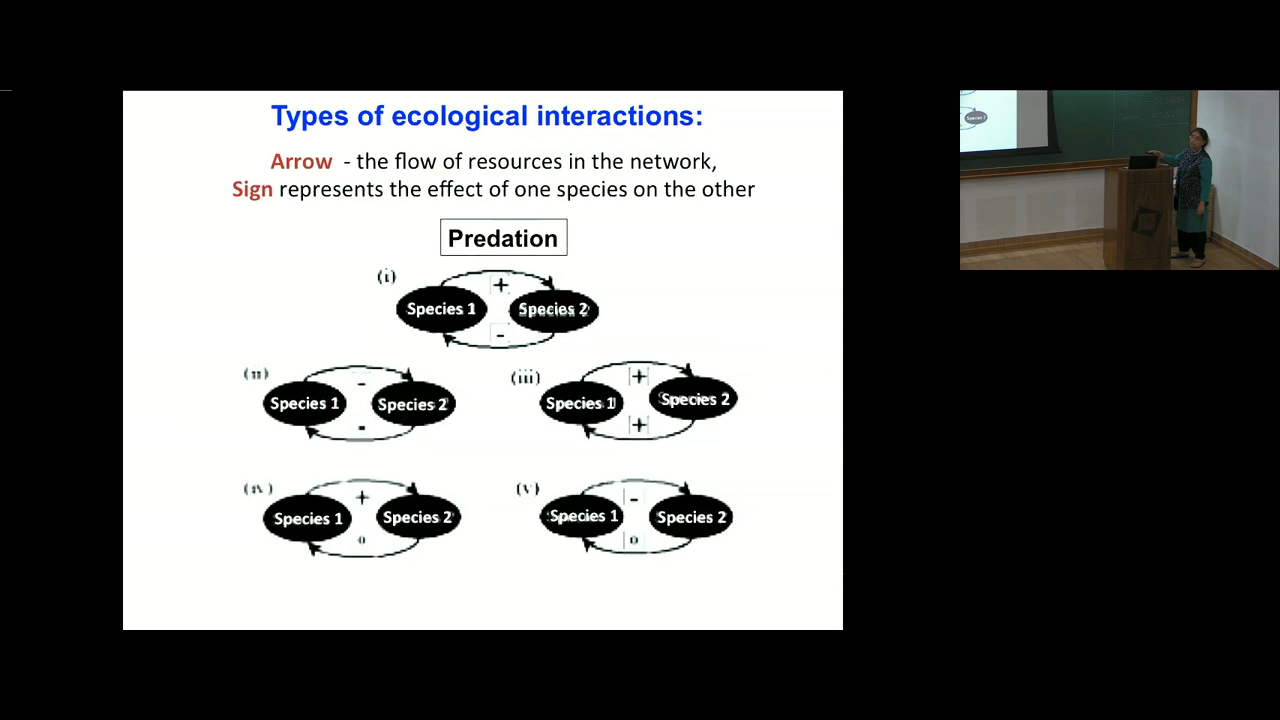 Types of ecological interactions:
Arrow - the flow of resources in the network,
Sign represents the effect of one species on the other
Predation
(i)
+
Species 1 Species 2
-
(ii)
-
Species 1 Species 2
-
(iii)
+
Species 1 Species 2
+
(iv)
+
Species 1 Species 2
o
(v)
-
Species 1 Species 2
o